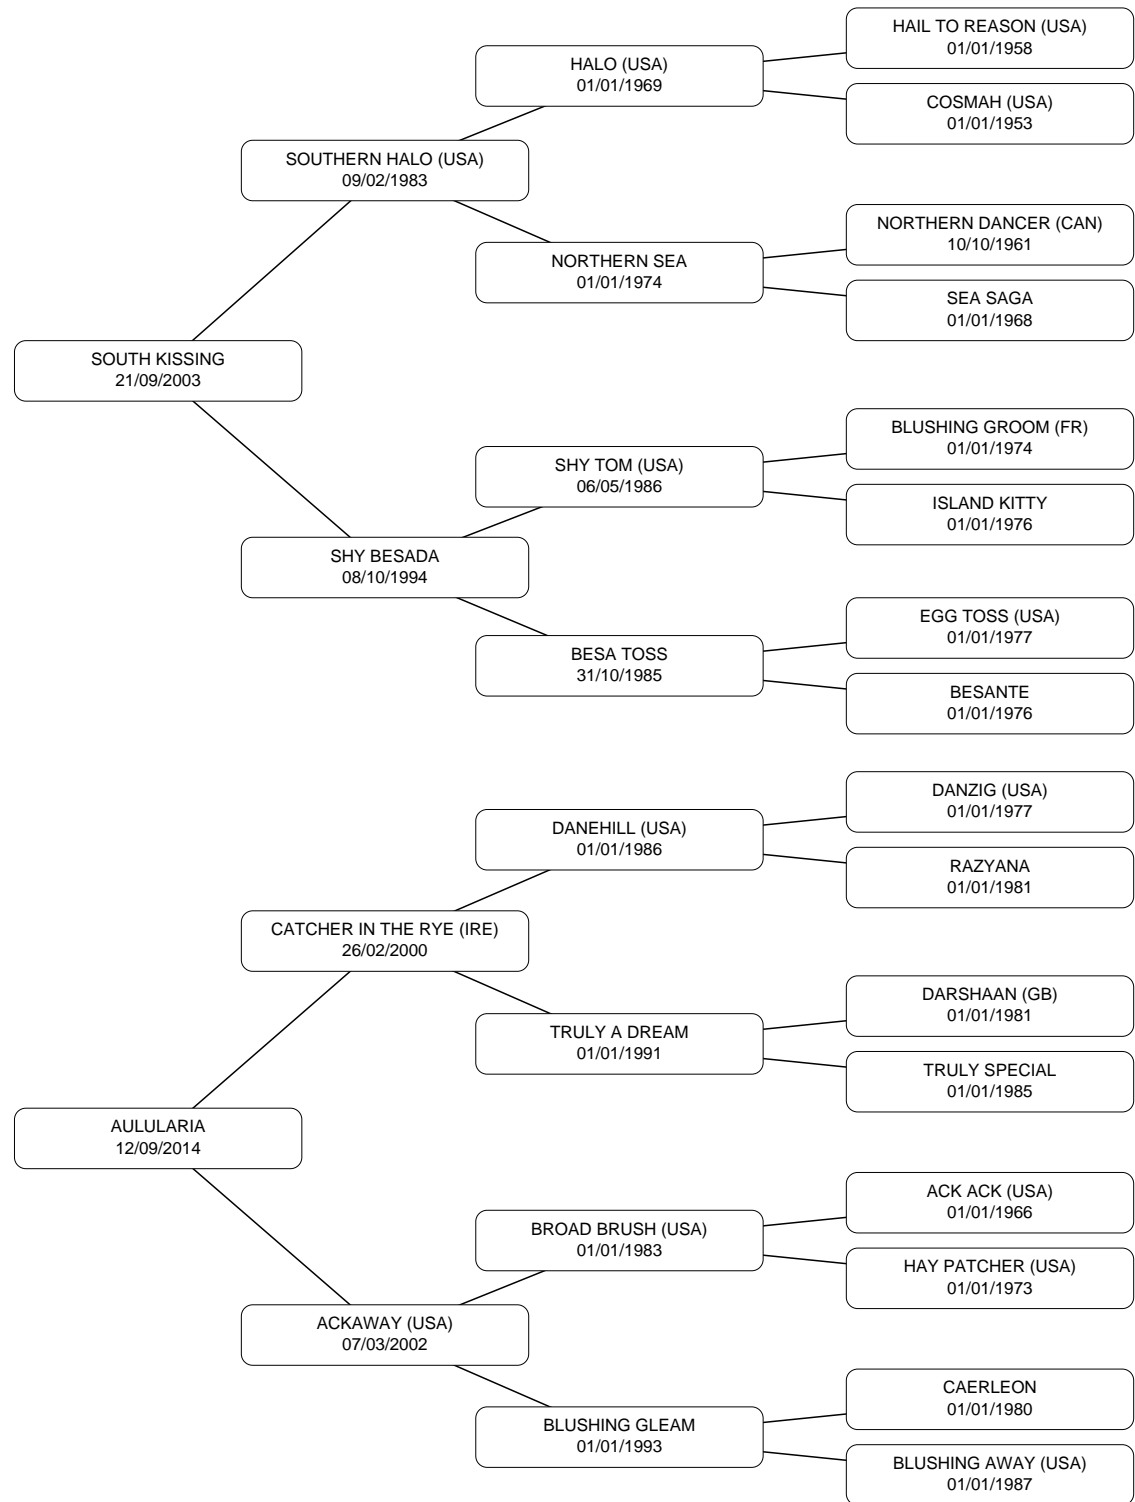 HAIL TO REASON (USA)
01/01/1958
HALO (USA)
01/01/1969
COSMAH (USA)
01/01/1953
SOUTHERN HALO (USA)
09/02/1983
NORTHERN DANCER (CAN)
10/10/1961
NORTHERN SEA
01/01/1974
SEA SAGA
01/01/1968
SOUTH KISSING
21/09/2003
BLUSHING GROOM (FR)
01/01/1974
SHY TOM (USA)
06/05/1986
ISLAND KITTY
01/01/1976
SHY BESADA
08/10/1994
EGG TOSS (USA)
01/01/1977
BESA TOSS
31/10/1985
BESANTE
01/01/1976
DANZIG (USA)
01/01/1977
DANEHILL (USA)
01/01/1986
RAZYANA
01/01/1981
CATCHER IN THE RYE (IRE)
26/02/2000
DARSHAAN (GB)
01/01/1981
TRULY A DREAM
01/01/1991
TRULY SPECIAL
01/01/1985
AULULARIA
12/09/2014
ACK ACK (USA)
01/01/1966
BROAD BRUSH (USA)
01/01/1983
HAY PATCHER (USA)
01/01/1973
ACKAWAY (USA)
07/03/2002
CAERLEON
01/01/1980
BLUSHING GLEAM
01/01/1993
BLUSHING AWAY (USA)
01/01/1987